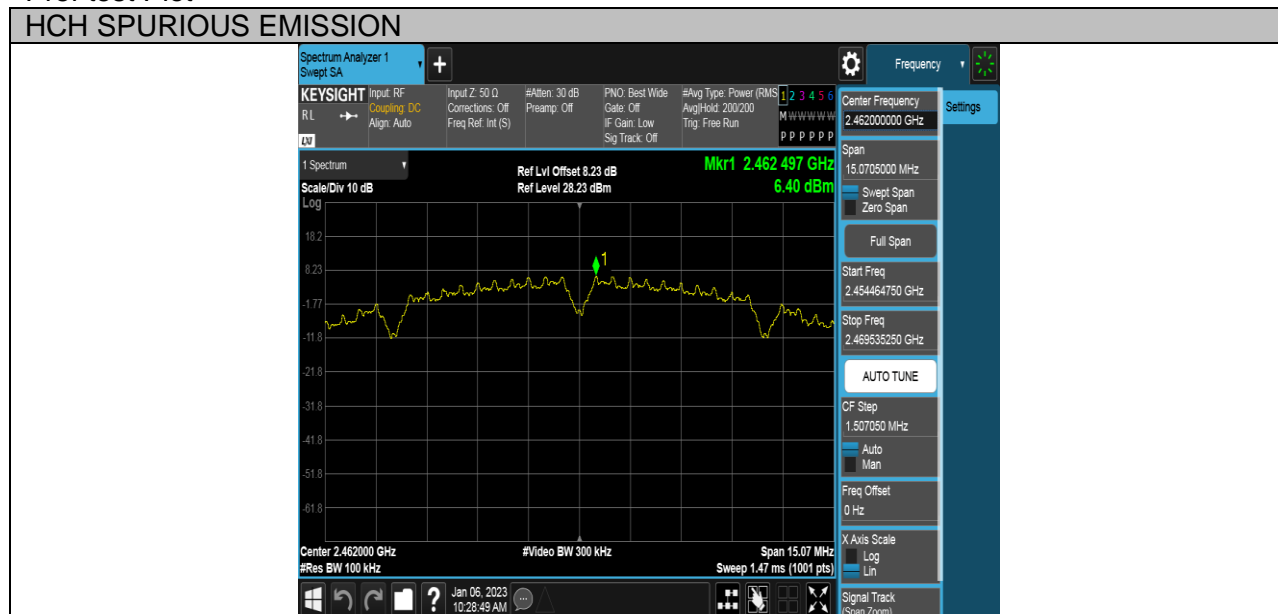 HCH SPURIOUS EMISSION
Spectrum Analyzer 1
Swept SA
+
Frequency
KEYSIGHT
RL
LXI
Input: RF
Coupling: DC
Align: Auto
Input Z: 50 Ω
Corrections: Off
Freq Ref: Int (S)
#Atten: 30 dB
Preamp: Off
PNO: Best Wide
Gate: Off
IF Gain: Low
Sig Track: Off
#Avg Type: Power (RMS
Avg|Hold: 200/200
Trig: Free Run
1 2 3 4 5 6
M W W W W W
P P P P P P
1 Spectrum
Scale/Div 10 dB
Log
Ref Lvl Offset 8.23 dB
Ref Level 28.23 dBm
Mkr1 2.462 497 GHz
6.40 dBm
1
18.2
8.23
-1.77
-11.8
-21.8
-31.8
-41.8
-51.8
-61.8
Center 2.462000 GHz
#Res BW 100 kHz
#Video BW 300 kHz
Span 15.07 MHz
Sweep 1.47 ms (1001 pts)
Center Frequency
2.462000000 GHz
Settings
Span
15.0705000 MHz
Swept Span
Zero Span
Full Span
Start Freq
2.454464750 GHz
Stop Freq
2.469535250 GHz
AUTO TUNE
CF Step
1.507050 MHz
Auto
Man
Freq Offset
0 Hz
X Axis Scale
Log
Lin
Signal Track
(Span Zoom)
?
Jan 06, 2023
10:28:49 AM